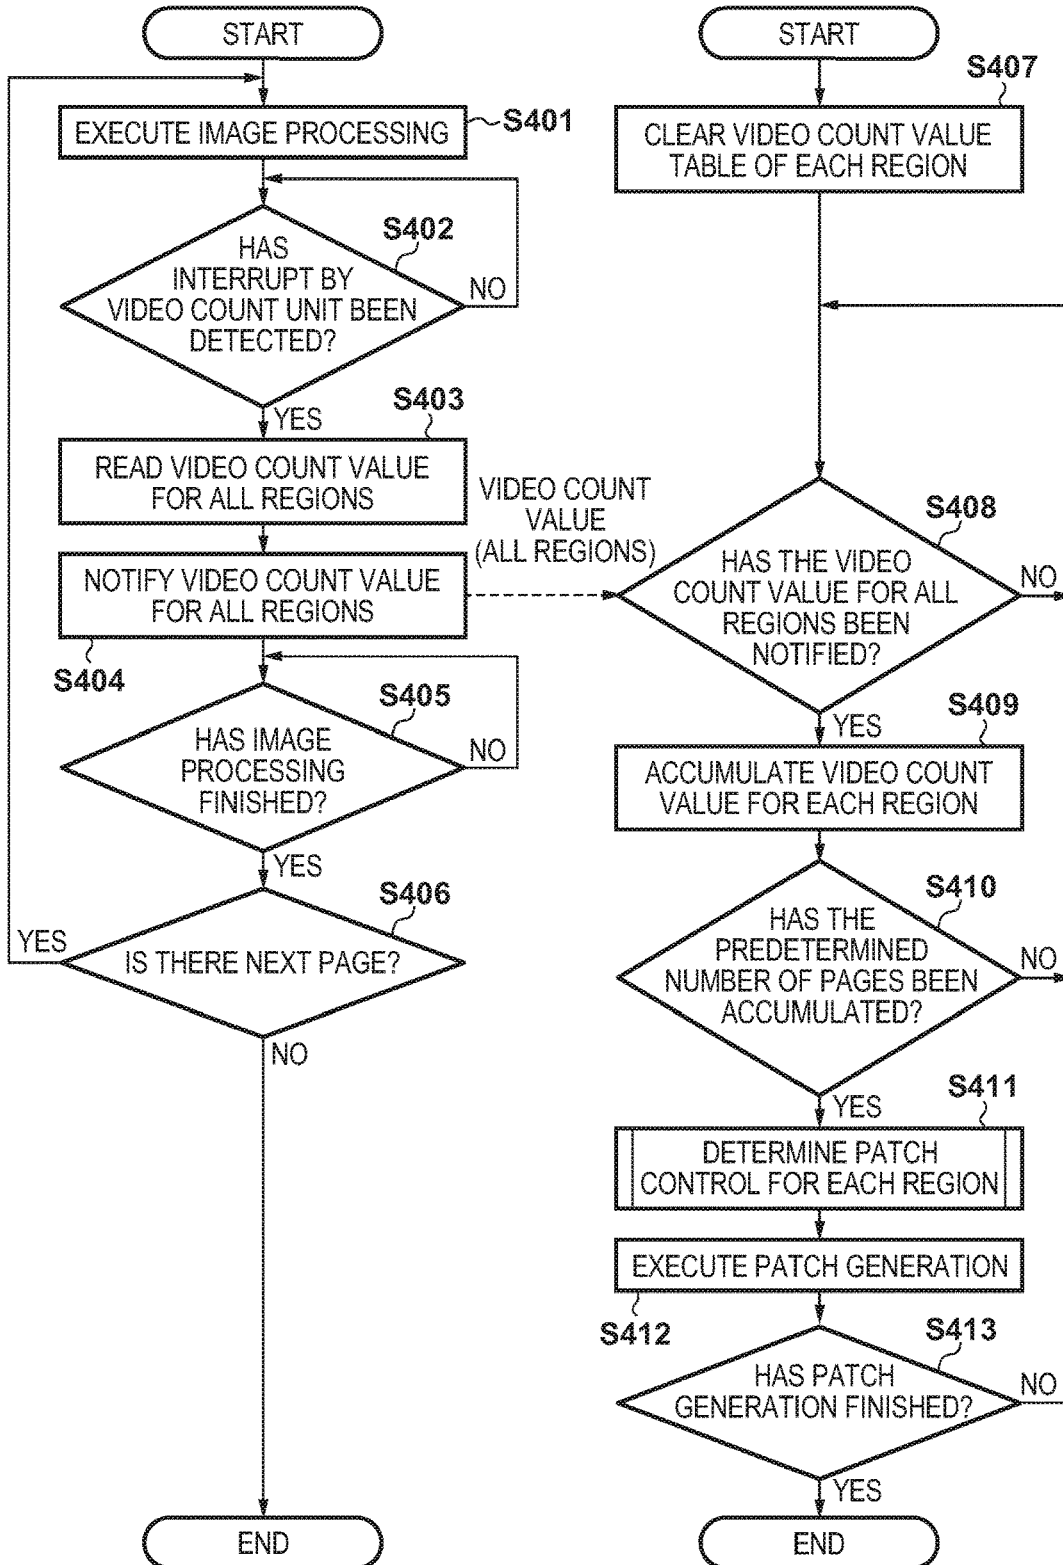 START
EXECUTE IMAGE PROCESSING
S401
HAS
INTERRUPT BY
VIDEO COUNT UNIT BEEN
DETECTED?
S402
NO
YES
S403
READ VIDEO COUNT VALUE
FOR ALL REGIONS
NOTIFY VIDEO COUNT VALUE
FOR ALL REGIONS
S404
VIDEO COUNT
VALUE
(ALL REGIONS)
S405
HAS IMAGE
PROCESSING
FINISHED?
NO
YES
S406
YES
IS THERE NEXT PAGE?
NO
END
START
S407
CLEAR VIDEO COUNT VALUE
TABLE OF EACH REGION
S408
HAS THE VIDEO
COUNT VALUE FOR ALL
REGIONS BEEN
NOTIFIED?
NO
YES
S409
ACCUMULATE VIDEO COUNT
VALUE FOR EACH REGION
S410
HAS THE
PREDETERMINED
NUMBER OF PAGES BEEN
ACCUMULATED?
NO
YES
S411
DETERMINE PATCH
CONTROL FOR EACH REGION
EXECUTE PATCH GENERATION
S412
S413
HAS PATCH
GENERATION FINISHED?
NO
YES
END